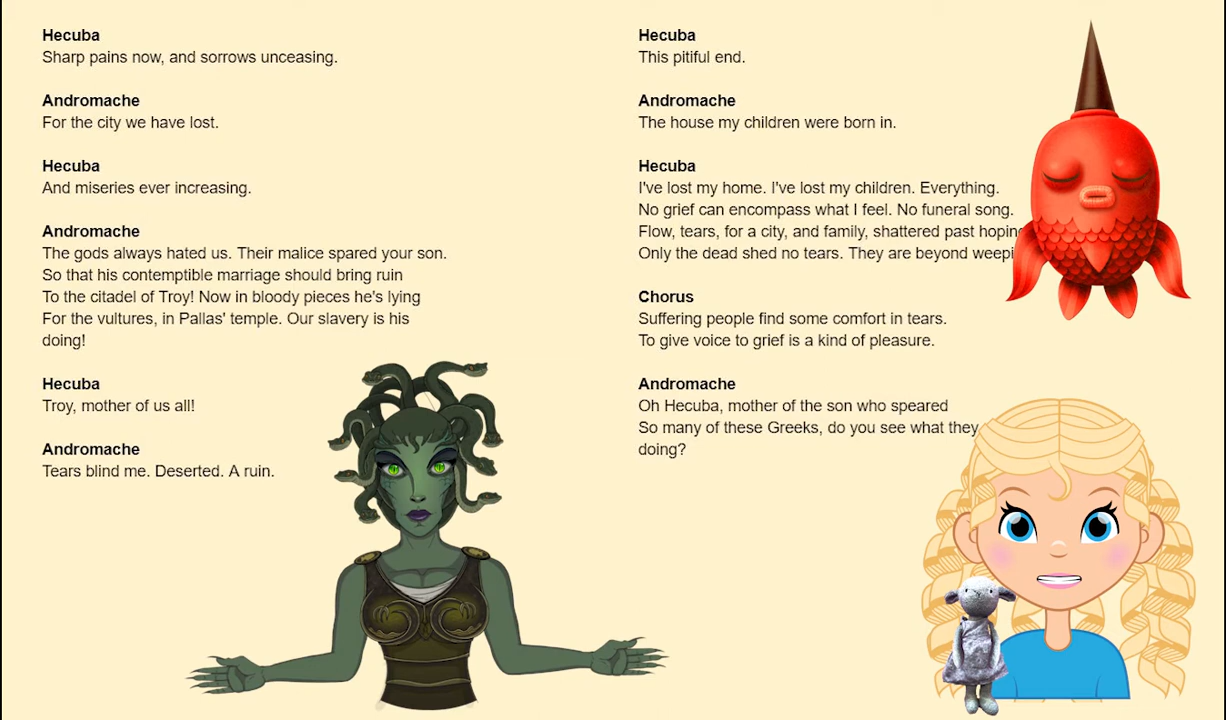 Hecuba
Sharp pains now, and sorrows unceasing.
Andromache
For the city we have lost.
Hecuba
And miseries ever increasing.
Andromache
The gods always hated us. Their malice spared your son.
So that his contemptible marriage should bring ruin
To the citadel of Troy! Now in bloody pieces he's lying
For the vultures, in Pallas' temple. Our slavery is his
doing!
Hecuba
Troy, mother of us all!
Andromache
Tears blind me. Deserted. A ruin.
Hecuba
This pitiful end.
Andromache
The house my children were born in.
Hecuba
I've lost my home. I've lost my children. Everything.
No grief can encompass what I feel. No funeral song.
Flow, tears, for a city, and family, shattered past
Only the dead shed no tears. They are beyond
Chorus
Suffering people find some comfort in tears.
To give voice to grief is a kind of pleasure.
Andromache
Oh Hecuba, mother of the son who speared
So many of these Greeks, do you see what they
doing?